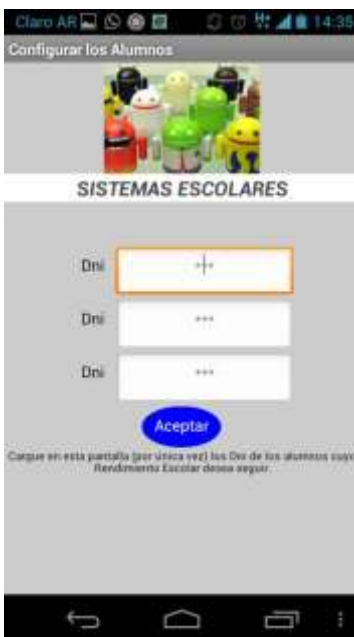 Claro AR 14:35
Configurar los Alumnos
SISTEMAS ESCOLARES
Dni ***
Dni ***
Dni ***
Aceptar
Cargue en esta pantalla (por única vez) los Dni de los alumnos cuyo
Rendimiento Escolar desea seguir